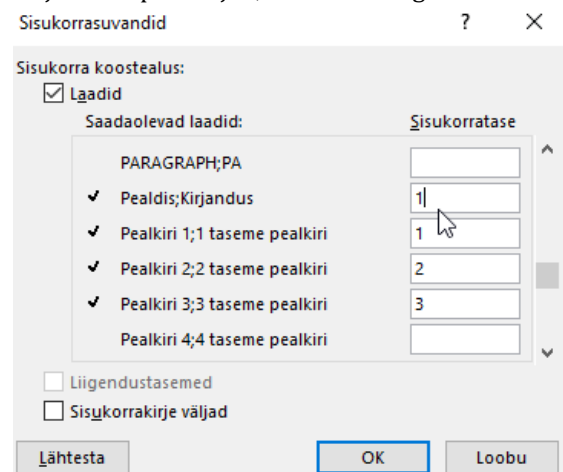 Sisukorrasuvandid ? ×
Sisukorra koostealus:
Laadid
Saadaolevad laadid: Sisukorratase
PARAGRAPH;PA
Pealdis;Kirjandus 1
Pealkiri 1;1 taseme pealkiri 1
Pealkiri 2;2 taseme pealkiri 2
Pealkiri 3;3 taseme pealkiri 3
Pealkiri 4;4 taseme pealkiri
Liigendustasemed
Sisukorrakirje väljad
Lähtesta OK Loobu